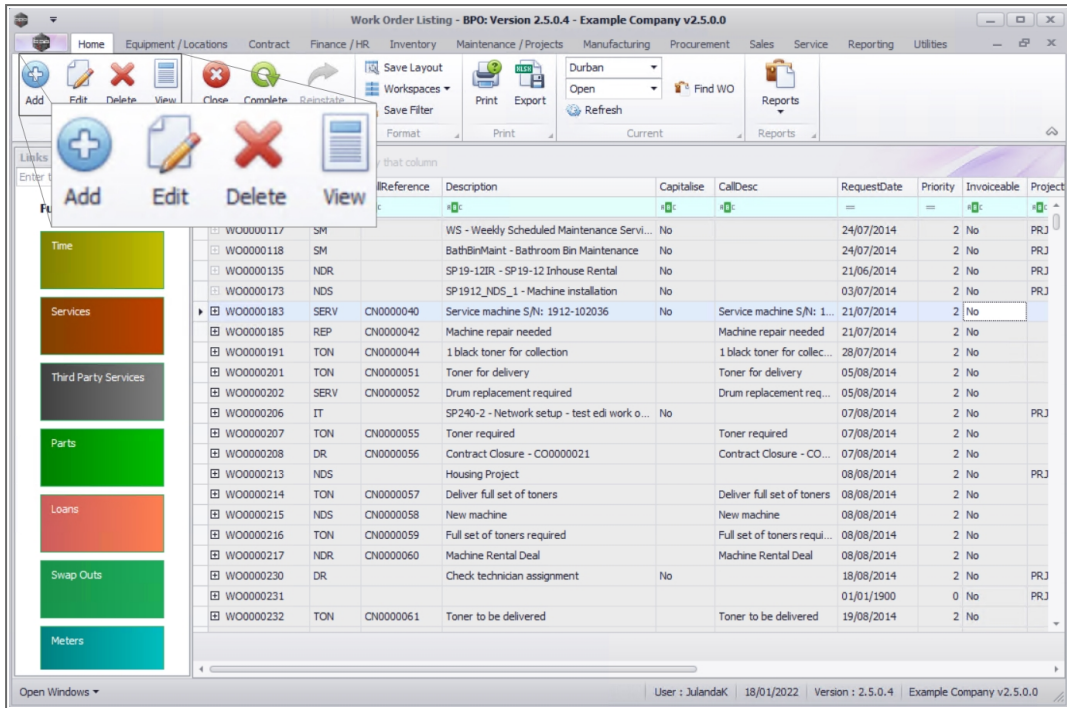 Work Order Listing - BPO: Version 2.5.0.4 - Example Company v2.5.0.0
Home Equipment / Locations Contract Finance / HR Inventory Maintenance / Projects Manufacturing Procurement Sales Service Reporting Utilities
Add Edit Delete View Close Complete Reinstate
Save Layout
Workspaces
Save Filter
Format
Print Export
Print
Durban
Open
Refresh
Find WO
Current
Reports
Reports
Add Edit Delete View
Links
Enter t
Fu
that column
llReference Description Capitalise CallDesc RequestDate Priority Invoiceable Project
WO0000117 SM WS - Weekly Scheduled Maintenance Servi... No 24/07/2014 2 No PRJ
WO0000118 SM BathBinMaint - Bathroom Bin Maintenance No 24/07/2014 2 No PRJ
WO0000135 NDR SP19-12IR - SP19-12 Inhouse Rental No 21/06/2014 2 No PRJ
WO0000173 NDS SP1912_NDS_1 - Machine installation No 03/07/2014 2 No PRJ
WO0000183 SERV CN0000040 Service machine S/N: 1912-102036 No Service machine S/N: 1... 21/07/2014 2 No
WO0000185 REP CN0000042 Machine repair needed Machine repair needed 21/07/2014 2 No
WO0000191 TON CN0000044 1 black toner for collection 1 black toner for collec... 28/07/2014 2 No
WO0000201 TON CN0000051 Toner for delivery Toner for delivery 05/08/2014 2 No
WO0000202 SERV CN0000052 Drum replacement required Drum replacement req... 05/08/2014 2 No
WO0000206 IT SP240-2 - Network setup - test edi work o... No 07/08/2014 2 No PRJ
WO0000207 TON CN0000055 Toner required Toner required 07/08/2014 2 No
WO0000208 DR CN0000056 Contract Closure - CO0000021 Contract Closure - CO... 07/08/2014 2 No
WO0000213 NDS Housing Project 08/08/2014 2 No PRJ
WO0000214 TON CN0000057 Deliver full set of toners Deliver full set of toners 08/08/2014 2 No
WO0000215 NDS CN0000058 New machine New machine 08/08/2014 2 No
WO0000216 TON CN0000059 Full set of toners required Full set of toners requi... 08/08/2014 2 No
WO0000217 NDR CN0000060 Machine Rental Deal Machine Rental Deal 08/08/2014 2 No
WO0000230 DR Check technician assignment No 18/08/2014 2 No PRJ
WO0000231 01/01/1900 0 No PRJ
WO0000232 TON CN0000061 Toner to be delivered Toner to be delivered 19/08/2014 2 No
Time
Services
Third Party Services
Parts
Loans
Swap Outs
Meters
Open Windows User : JulandaK 18/01/2022 Version : 2.5.0.4 Example Company v2.5.0.0